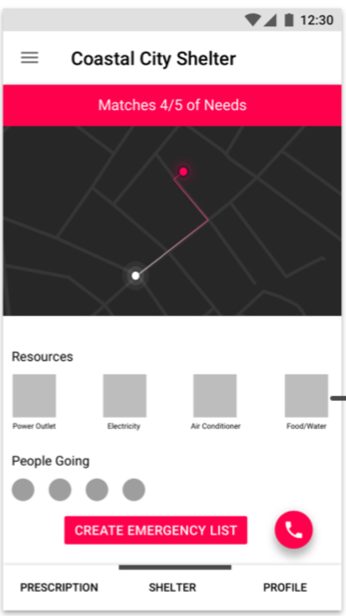 12:30
Coastal City Shelter
Matches 4/5 of Needs
Resources
Power Outlet Electricity Air Conditioner Food/Water
People Going
CREATE EMERGENCY LIST
PRESCRIPTION SHELTER PROFILE